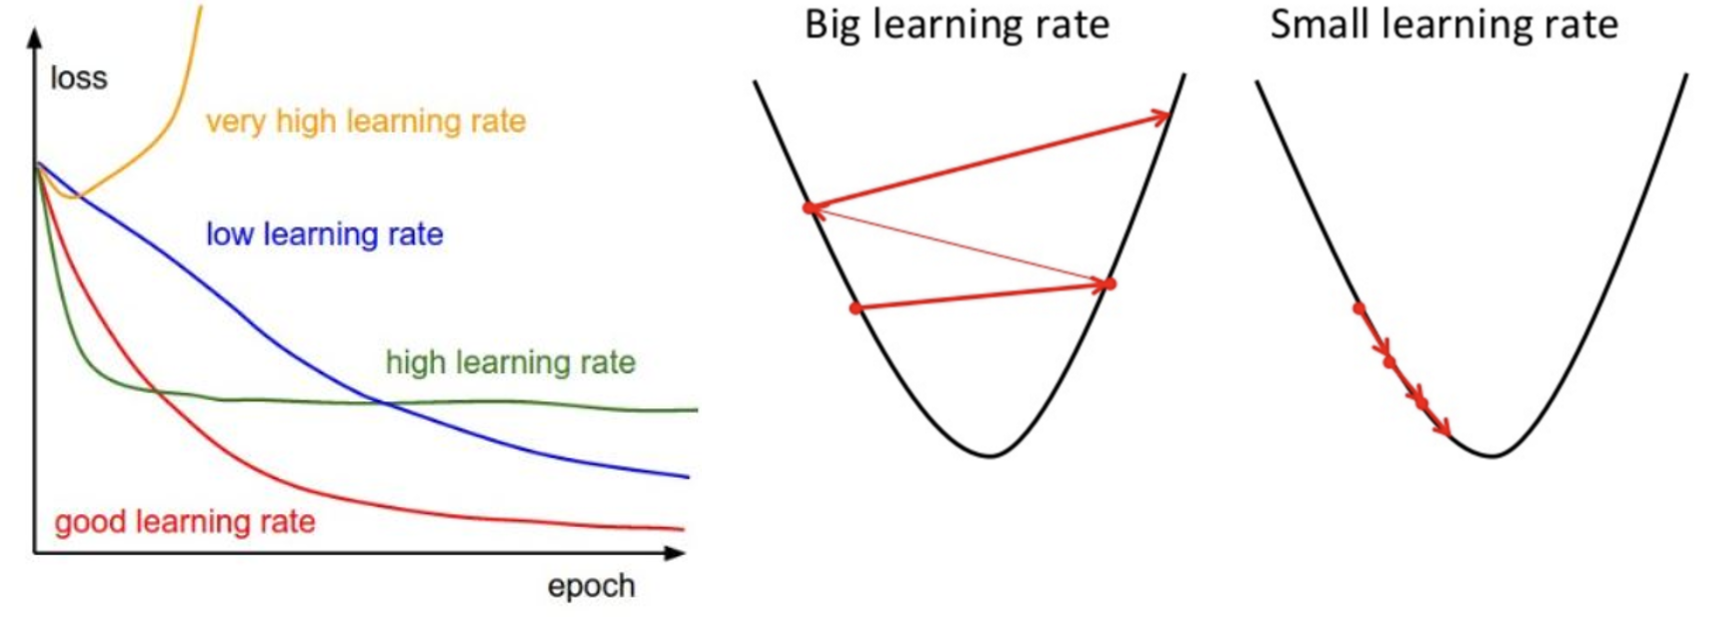 loss
very high learning rate
low learning rate
high learning rate
good learning rate
epoch
Big learning rate
Small learning rate